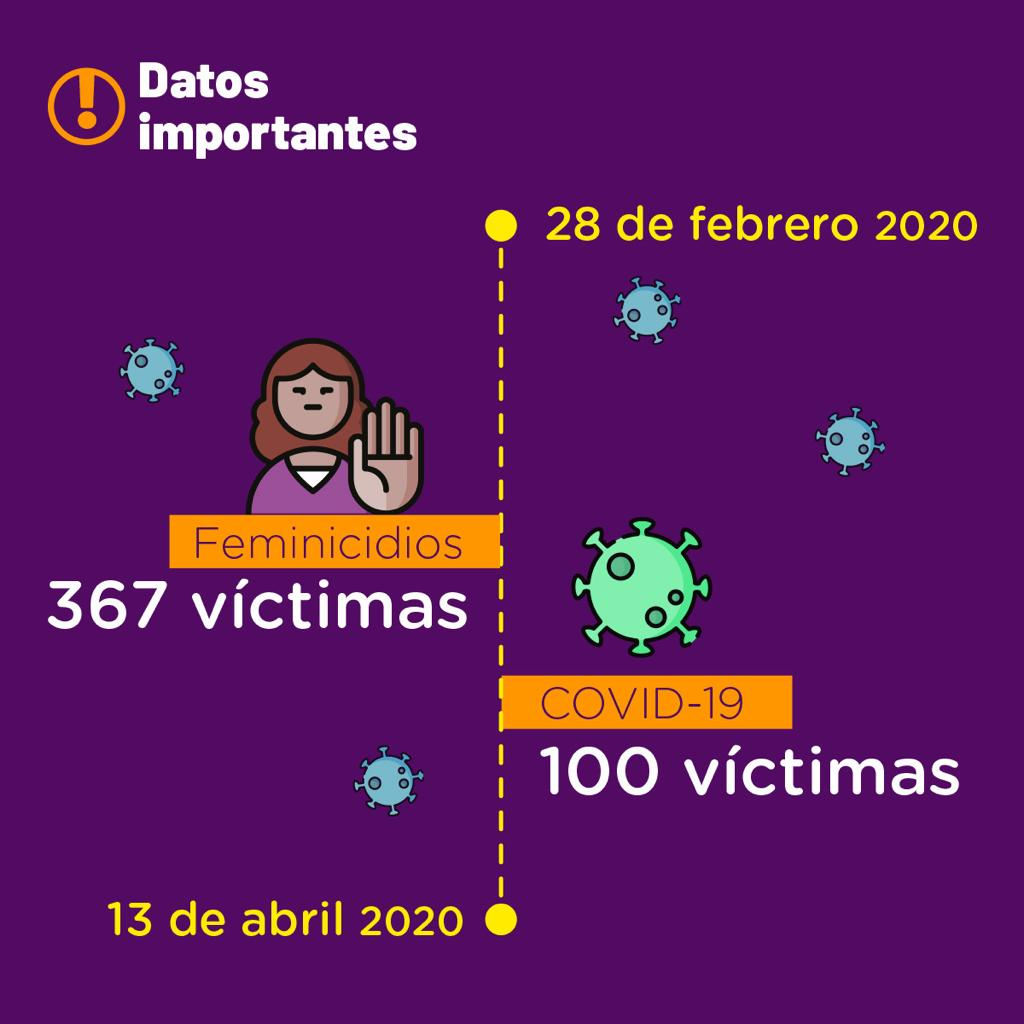 Datos
importantes
28 de febrero 2020
Feminicidios
367 víctimas
COVID-19
100 víctimas
13 de abril 2020